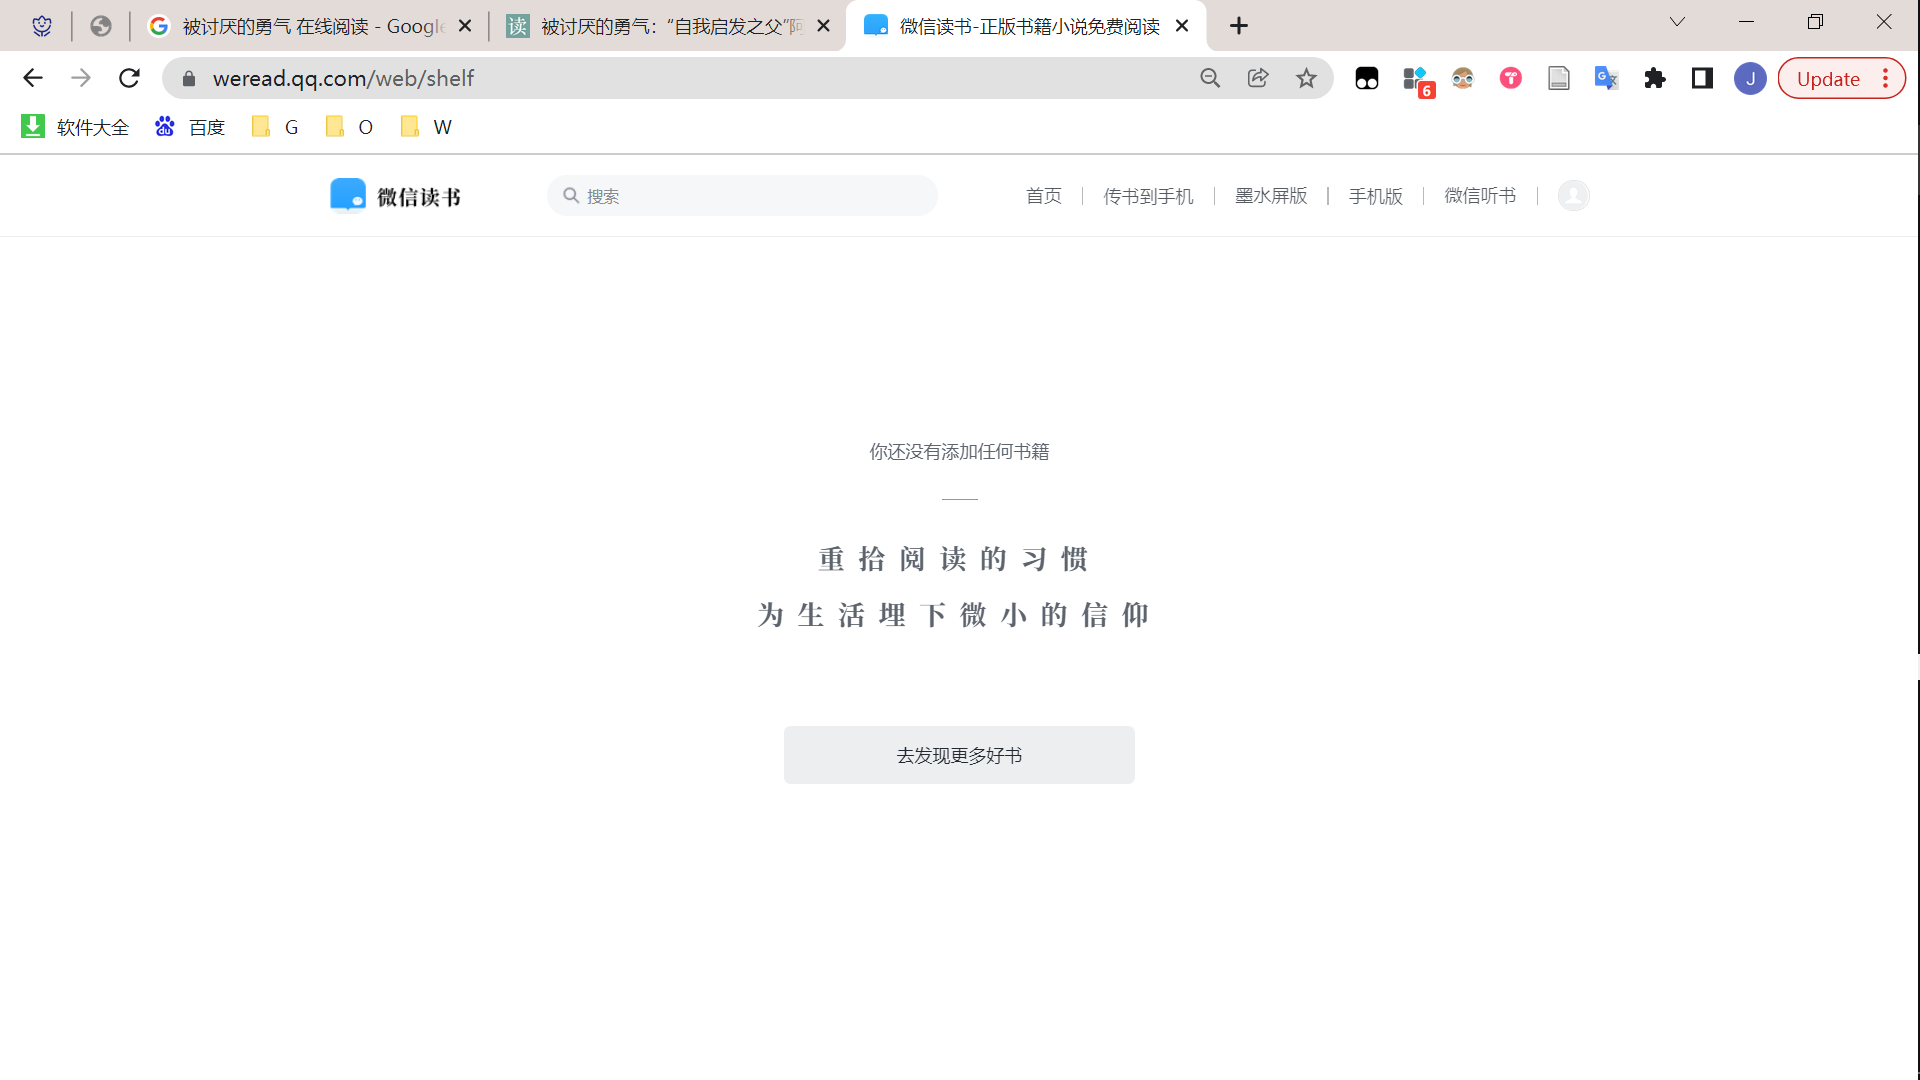 被讨厌的勇气 在线阅读 - Google
读 被讨厌的勇气：“自我启发之父”阿
微信读书-正版书籍小说免费阅读
weread.qq.com/web/shelf
6
J
Update
软件大全
百度
G
O
W
微信读书
搜索
首页
传书到手机
墨水屏版
手机版
微信听书
你还没有添加任何书籍
重拾阅读的习惯
为生活埋下微小的信仰
去发现更多好书